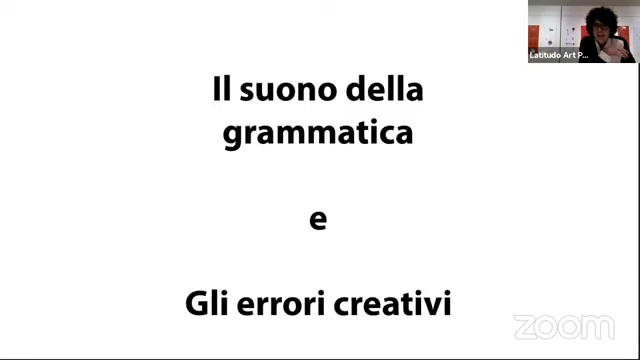 Latitudo Art P...
Il suono della
grammatica
e
Gli errori creativi
zoom